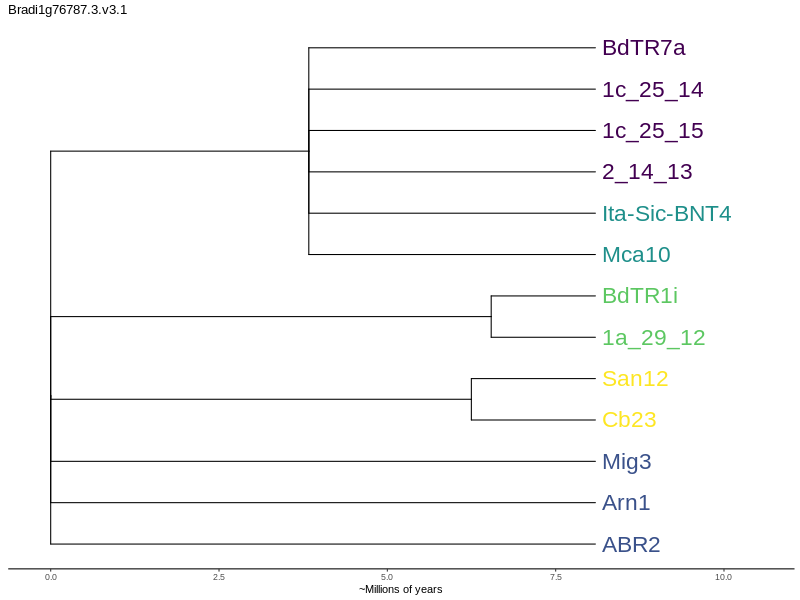 Bradi1g76787.3.v3.1
BdTR7a
1c_25_14
1c_25_15
2_14_13
Ita-Sic-BNT4
Mca10
BdTR1i
1a_29_12
San12
Cb23
Mig3
Arn1
ABR2
0.0 2.5 5.0 7.5 10.0
~Millions of years